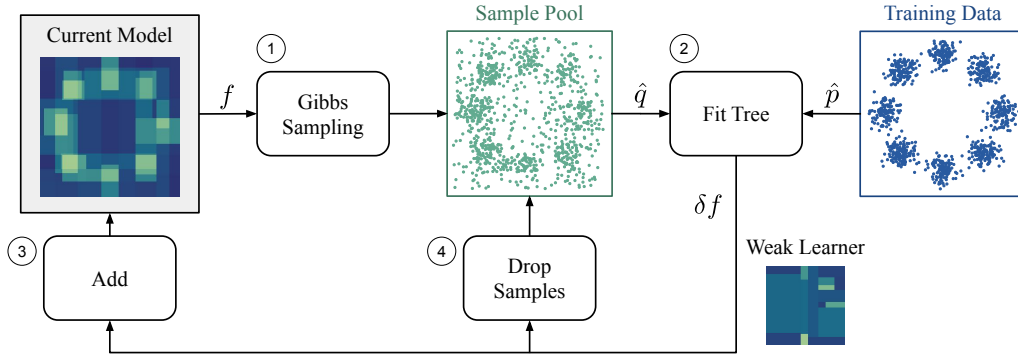 Current Model
1
f
Gibbs
Sampling
Sample Pool
q̂
2
Fit Tree
p̂
Training Data
δf
3
Add
4
Drop
Samples
Weak Learner